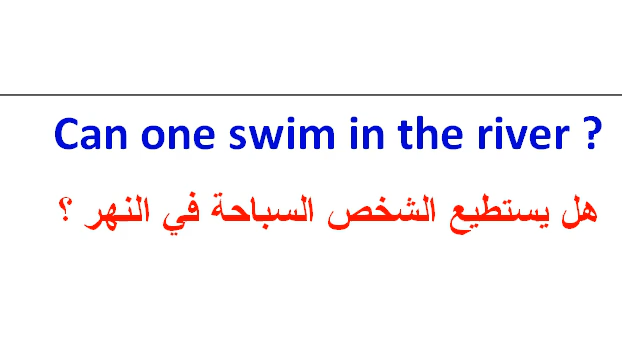 Can one swim in the river ?
هل يستطيع الشخص السباحة في النهر ؟